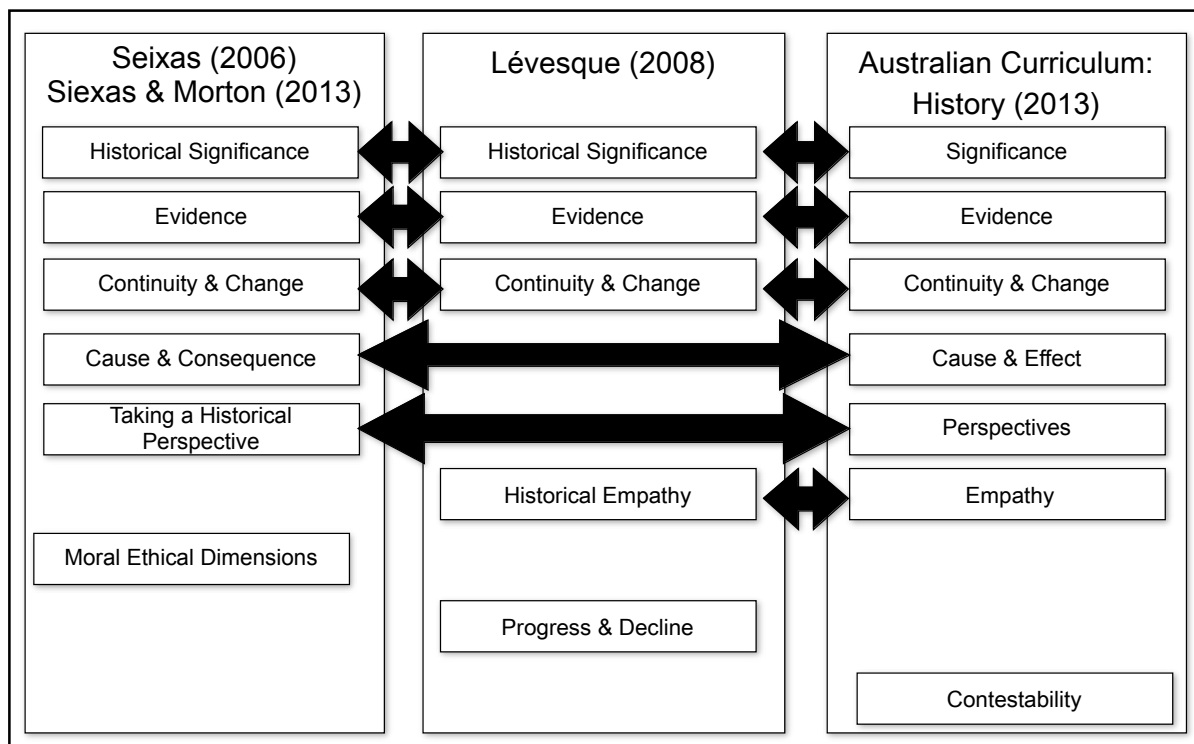 Seixas (2006)
Siexas & Morton (2013)
Historical Significance
Evidence
Continuity & Change
Cause & Consequence
Taking a Historical
Perspective
Moral Ethical Dimensions
Lévesque (2008)
Historical Significance
Evidence
Continuity & Change
Historical Empathy
Progress & Decline
Australian Curriculum:
History (2013)
Significance
Evidence
Continuity & Change
Cause & Effect
Perspectives
Empathy
Contestability